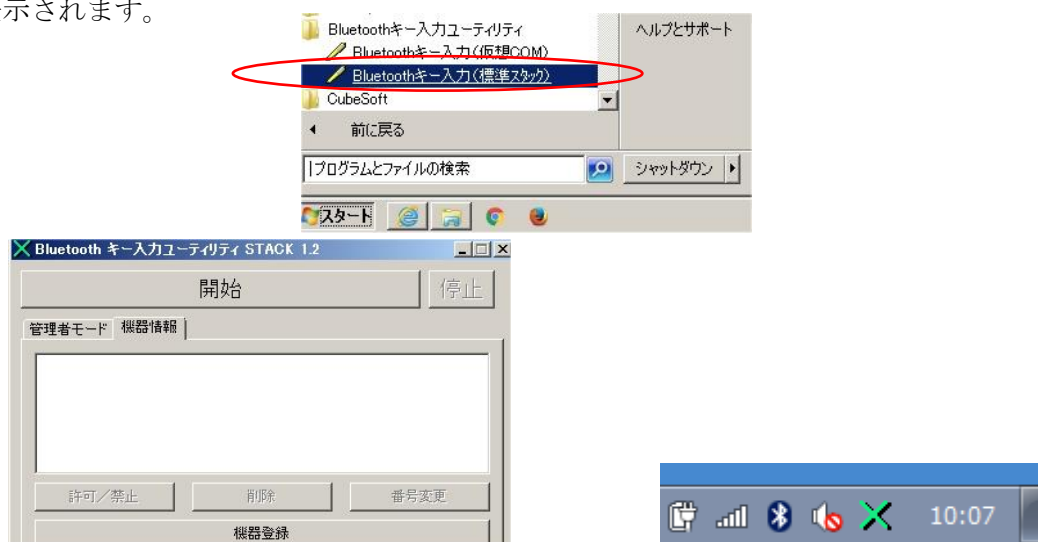 示されます。
Bluetoothキー入力ユーティリティ
ヘルプとサポート
Bluetoothキー入力(仮想COM)
Bluetoothキー入力(標準スタック)
CubeSoft
前に戻る
プログラムとファイルの検索
シャットダウン
スタート
Bluetooth キー入力ユーティリティ STACK 1.2
開始
停止
管理者モード
機器情報
許可/禁止
削除
番号変更
機器登録
10:07